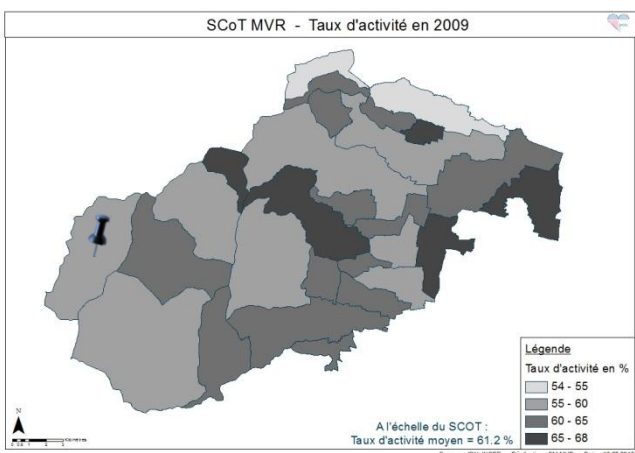 SCoT MVR - Taux d'activité en 2009
Légende
Taux d'activité en %
54 - 55
55 - 60
60 - 65
65 - 68
N
A l'échelle du SCOT :
Taux d'activité moyen = 61.2 %